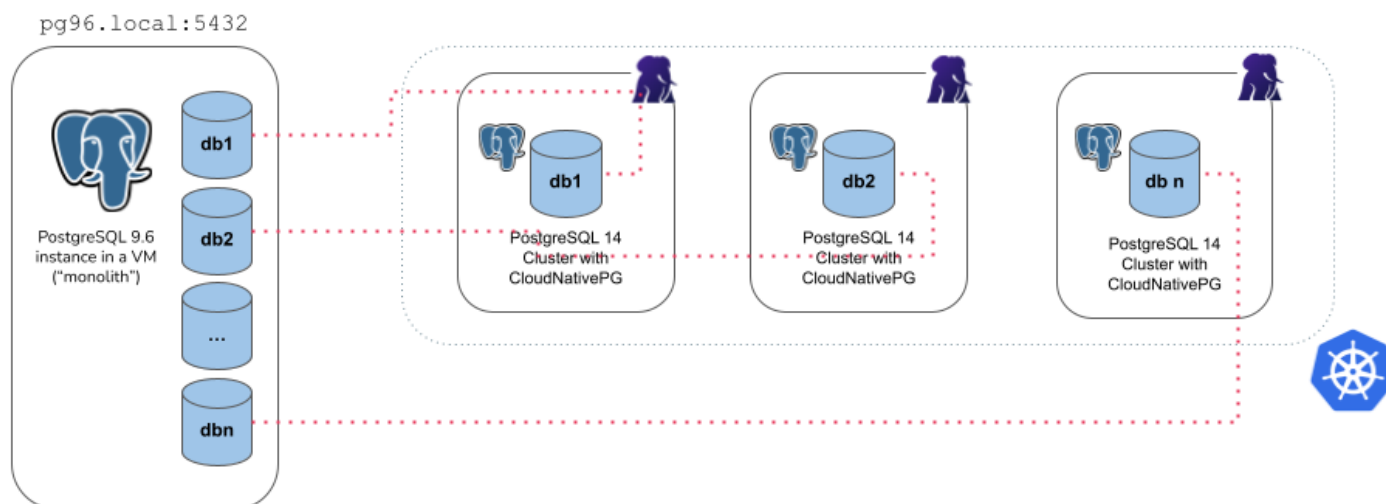 pg96.local:5432
db1
PostgreSQL 9.6
instance in a VM
("monolith")
db2
...
dbn
db1
PostgreSQL 14
Cluster with
CloudNativePG
db2
PostgreSQL 14
Cluster with
CloudNativePG
db n
PostgreSQL 14
Cluster with
CloudNativePG